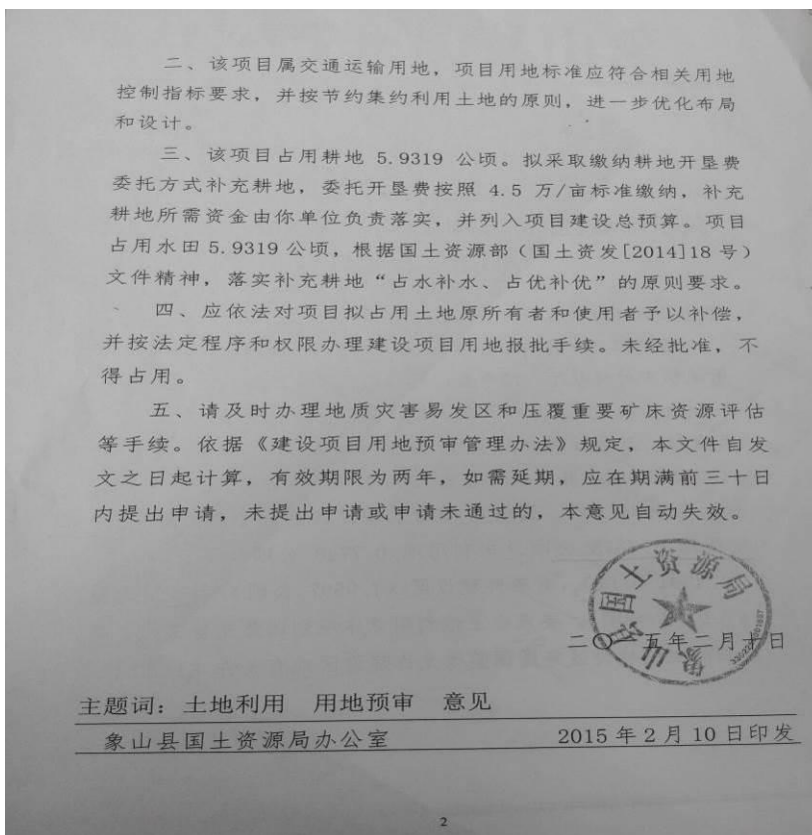 二、该项目属交通运输用地，项目用地标准应符合相关用地
控制指标要求，并按节约集约利用土地的原则，进一步优化布局
和设计。
三、该项目占用耕地 5.9319 公顷。拟采取缴纳耕地开垦费
委托方式补充耕地，委托开垦费按照 4.5 万/亩标准缴纳，补充
耕地所需资金由你单位负责落实，并列入项目建设总预算。项目
占用水田 5.9319 公顷，根据国土资源部（国土资发[2014]18 号）
文件精神，落实补充耕地“占水补水、占优补优”的原则要求。
四、应依法对项目拟占用土地原所有者和使用者予以补偿，
并按法定程序和权限办理建设项目用地报批手续。未经批准，不
得占用。
五、请及时办理地质灾害易发区和压覆重要矿床资源评估
等手续。依据《建设项目用地预审管理办法》规定，本文件自发
文之日起计算，有效期限为两年，如需延期，应在期满前三十日
内提出申请，未提出申请或申请未通过的，本意见自动失效。
象山县国土资源局
二〇一五年二月十日
主题词：土地利用 用地预审 意见
象山县国土资源局办公室 2015 年 2 月 10 日印发
2